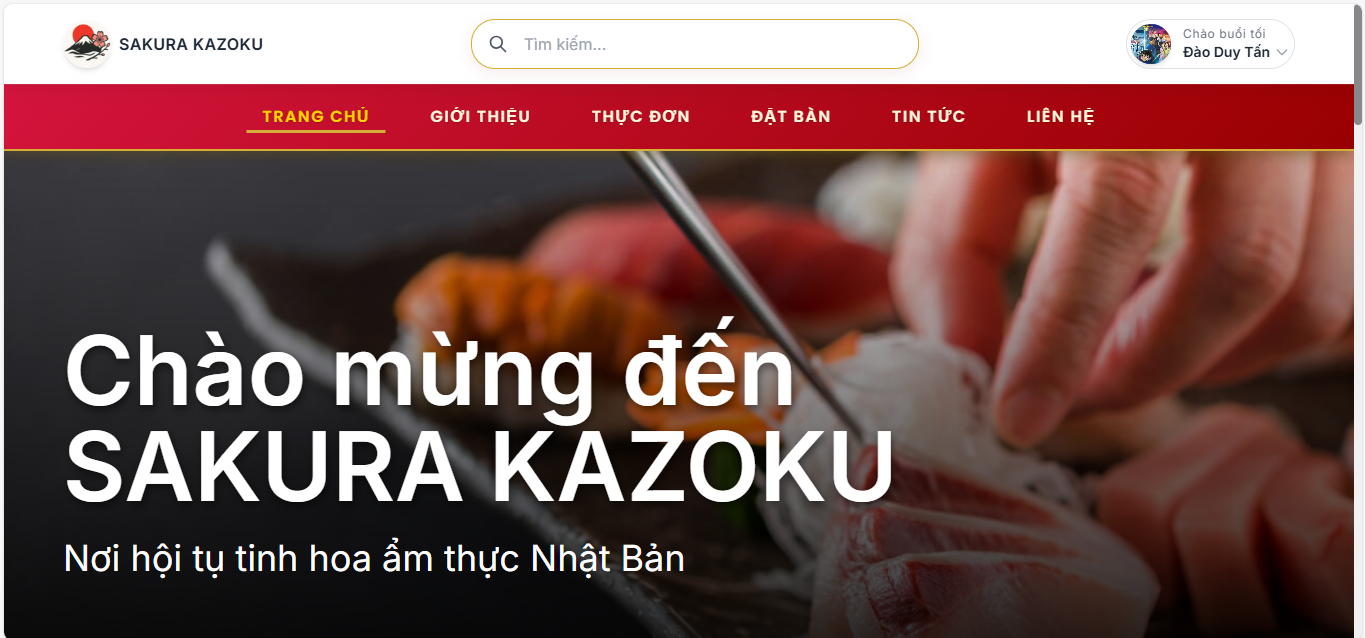 SAKURA KAZOKU
Tìm kiếm...
Chào buổi tối
Đào Duy Tấn
TRANG CHỦ
GIỚI THIỆU
THỰC ĐƠN
ĐẶT BÀN
TIN TỨC
LIÊN HỆ
Chào mừng đến
SAKURA KAZOKU
Nơi hội tụ tinh hoa ẩm thực Nhật Bản